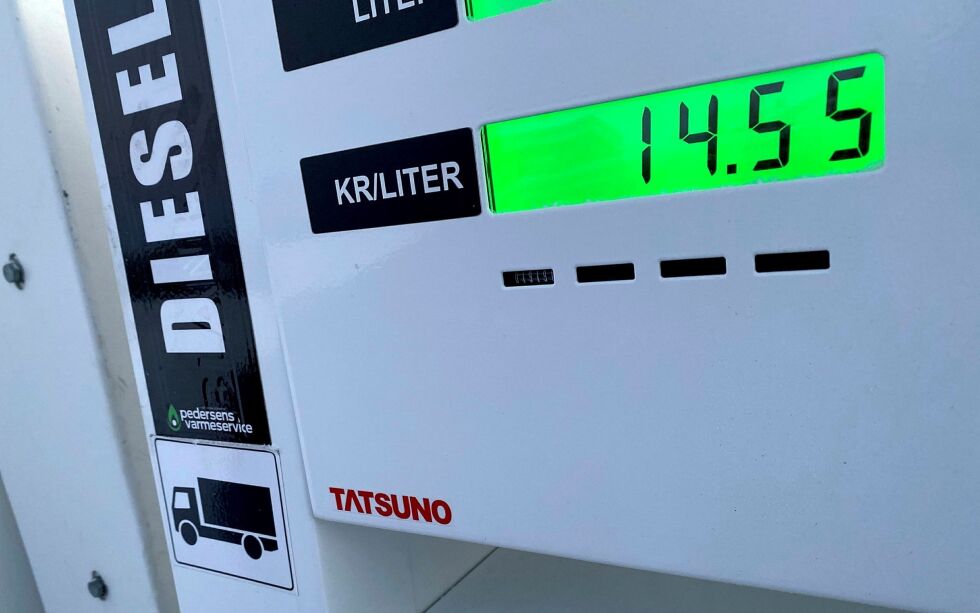 LITER
KR/LITER
14.55
DIESEL
pedersens
varmeservice
TATSUNO